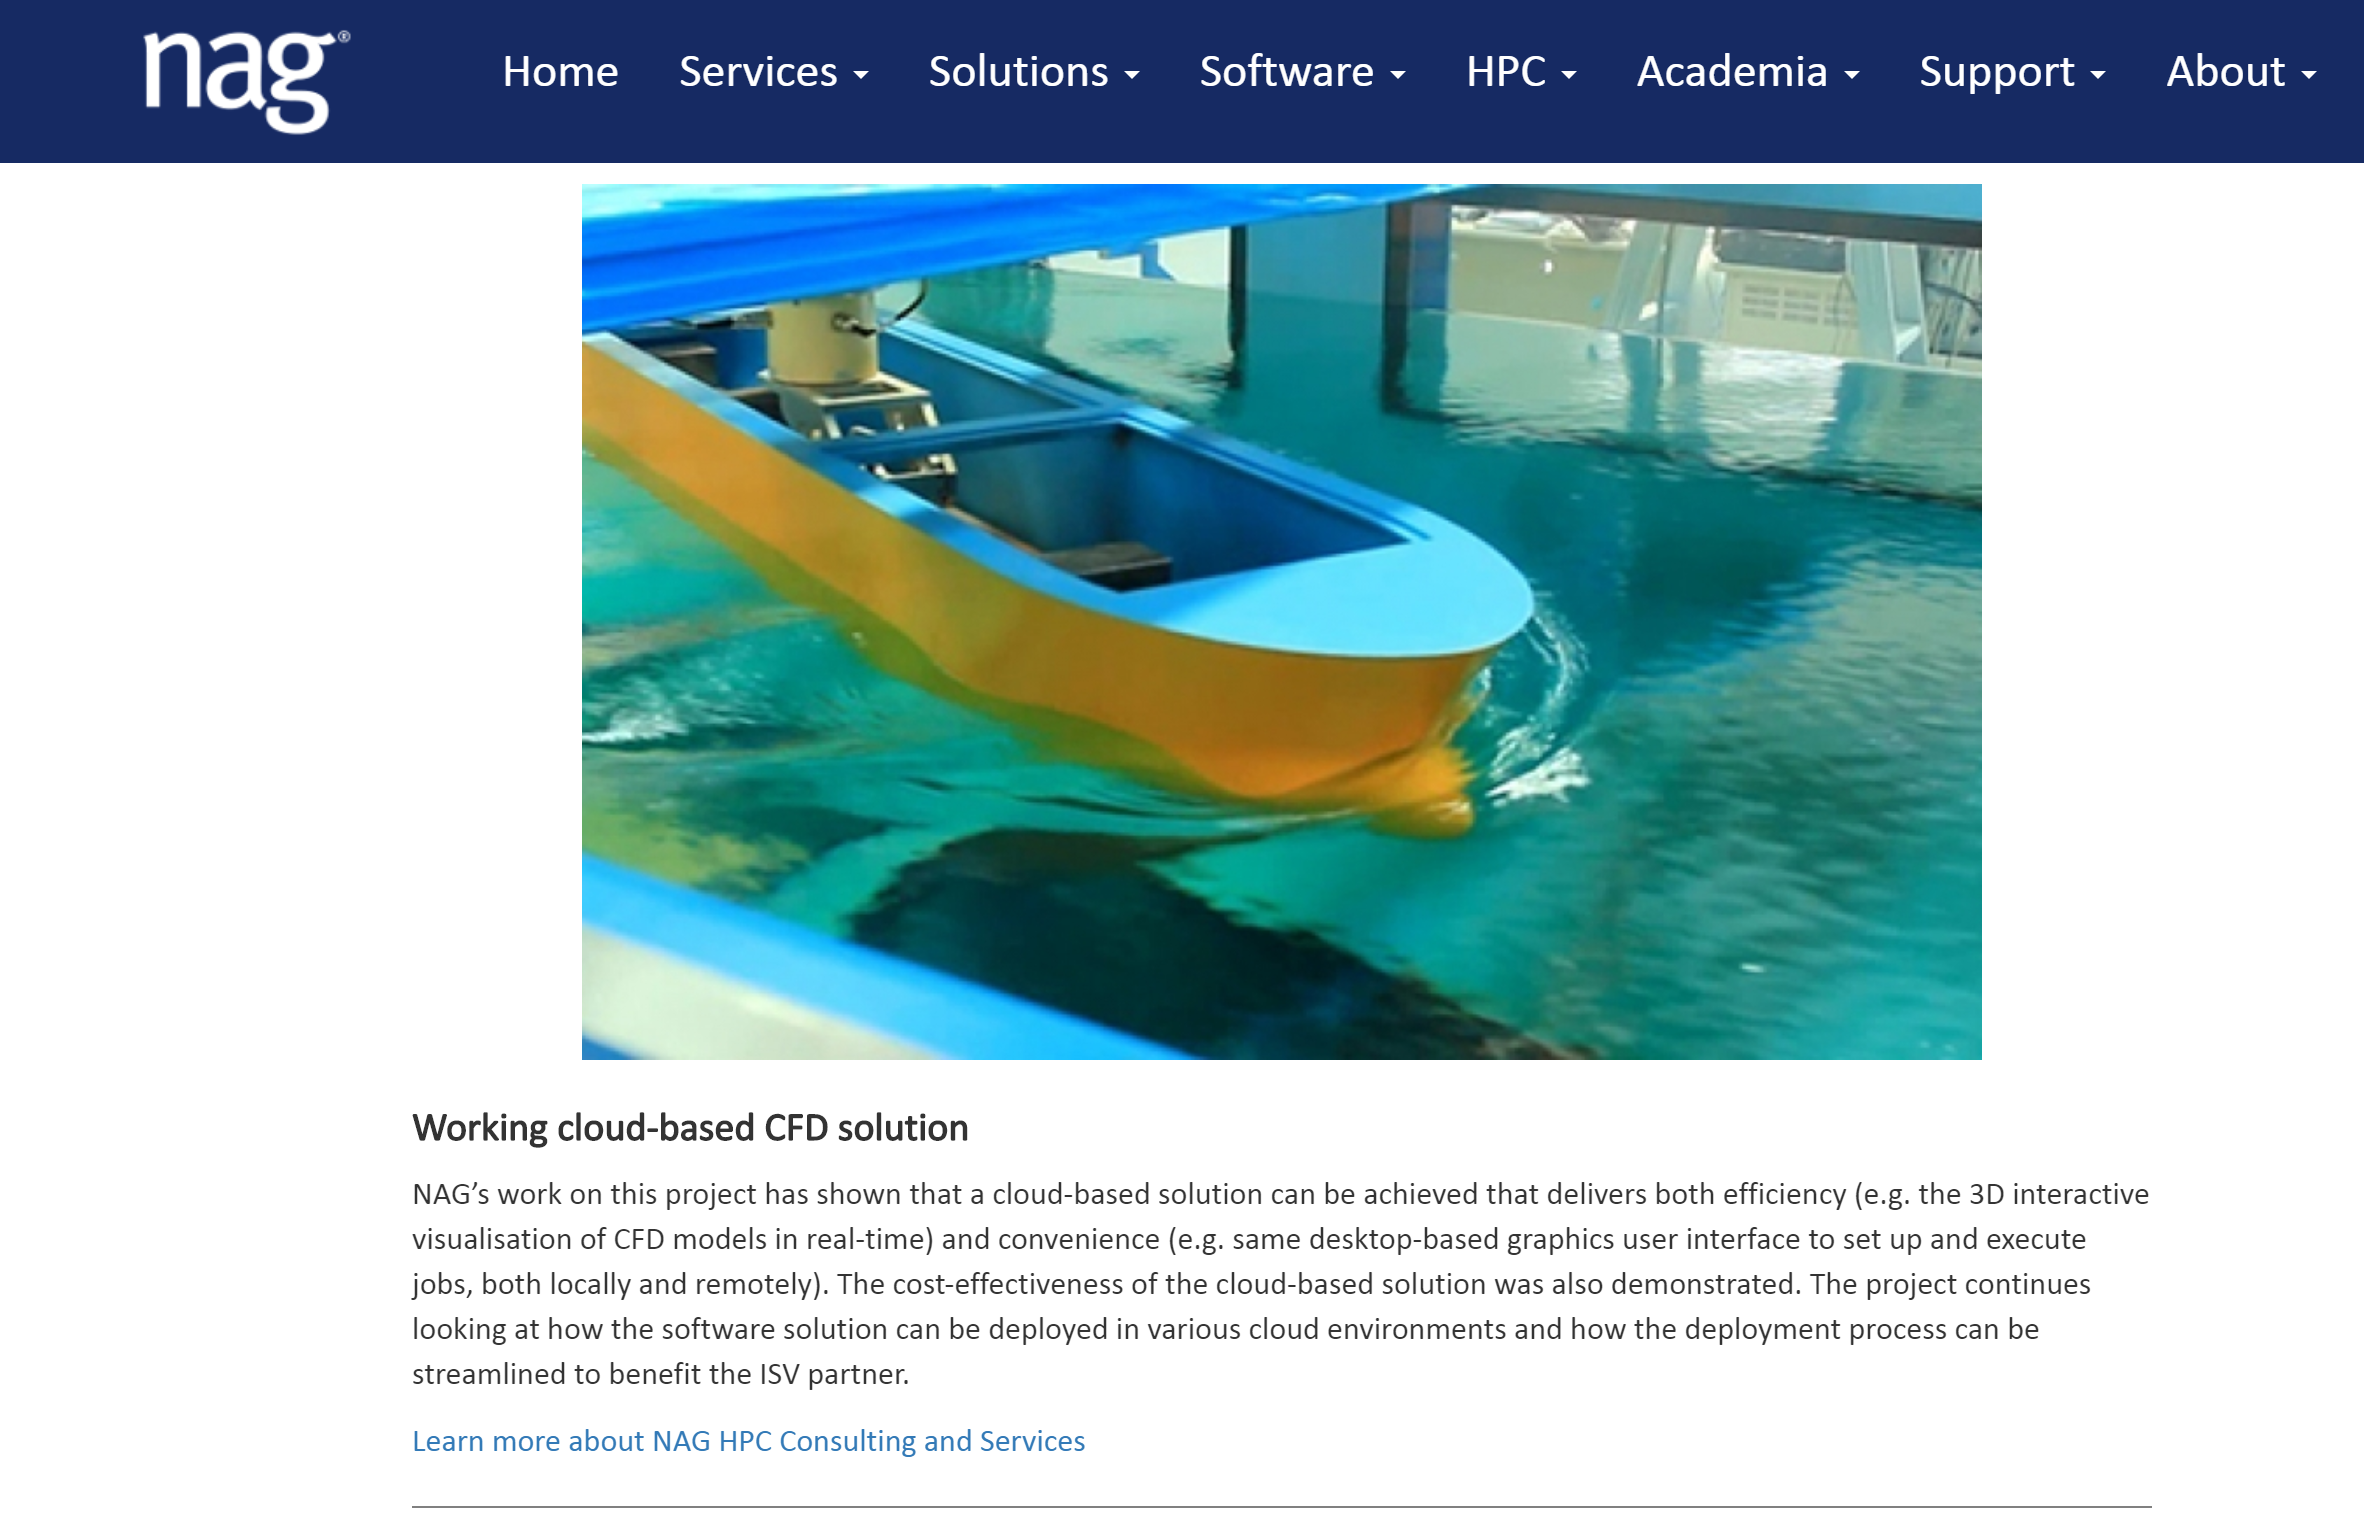 nag®
Home Services Solutions Software HPC Academia Support About
Working cloud-based CFD solution
NAG’s work on this project has shown that a cloud-based solution can be achieved that delivers both efficiency (e.g. the 3D interactive
visualisation of CFD models in real-time) and convenience (e.g. same desktop-based graphics user interface to set up and execute
jobs, both locally and remotely). The cost-effectiveness of the cloud-based solution was also demonstrated. The project continues
looking at how the software solution can be deployed in various cloud environments and how the deployment process can be
streamlined to benefit the ISV partner.
Learn more about NAG HPC Consulting and Services